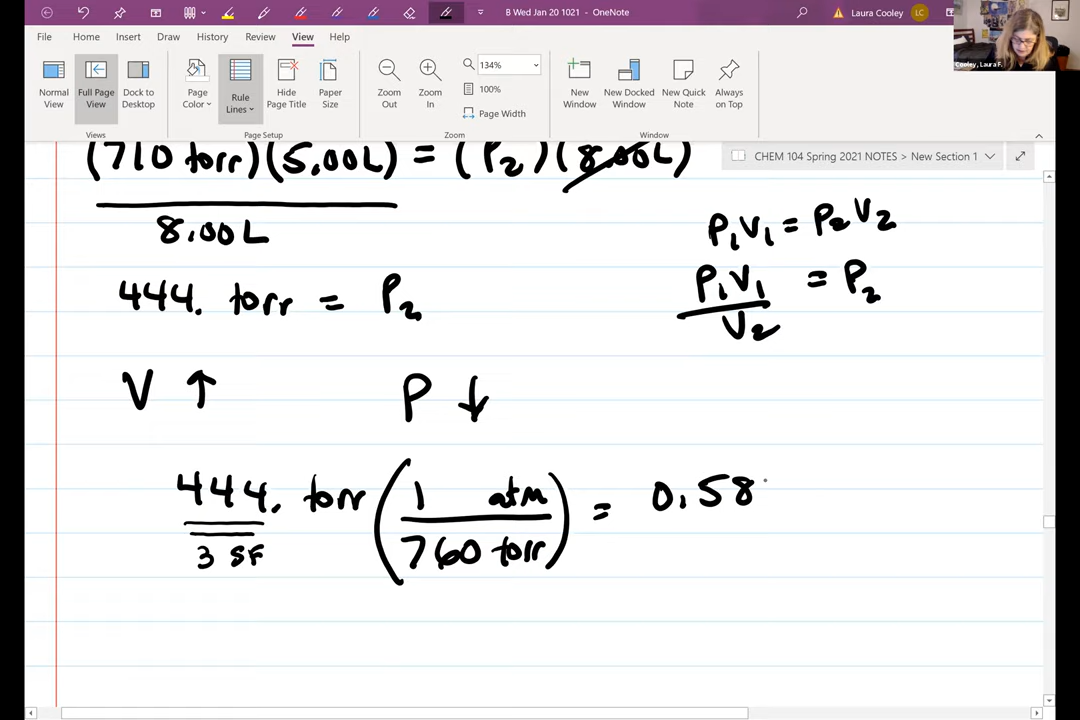 B Wed Jan 20 1021 - OneNote
Laura Cooley
LC
File Home Insert Draw History Review View Help
Normal View
Full Page View
Dock to Desktop
Page Color
Rule Lines
Hide Page Title
Paper Size
Zoom Out
Zoom In
134%
100%
Page Width
New Window
New Docked Window
New Quick Note
Always on Top
Views
Page Setup
Zoom
Window
Cooley, Laura F.
CHEM 104 Spring 2021 NOTES > New Section 1
(710 torr)(5.00L) = (P2)(8.00L)
8.00L
P1V1 = P2V2
444. torr = P2
P1V1 = P2
V2
V ↑ P ↓
444. torr (1 atm = 0.58
760 torr)
3 SF